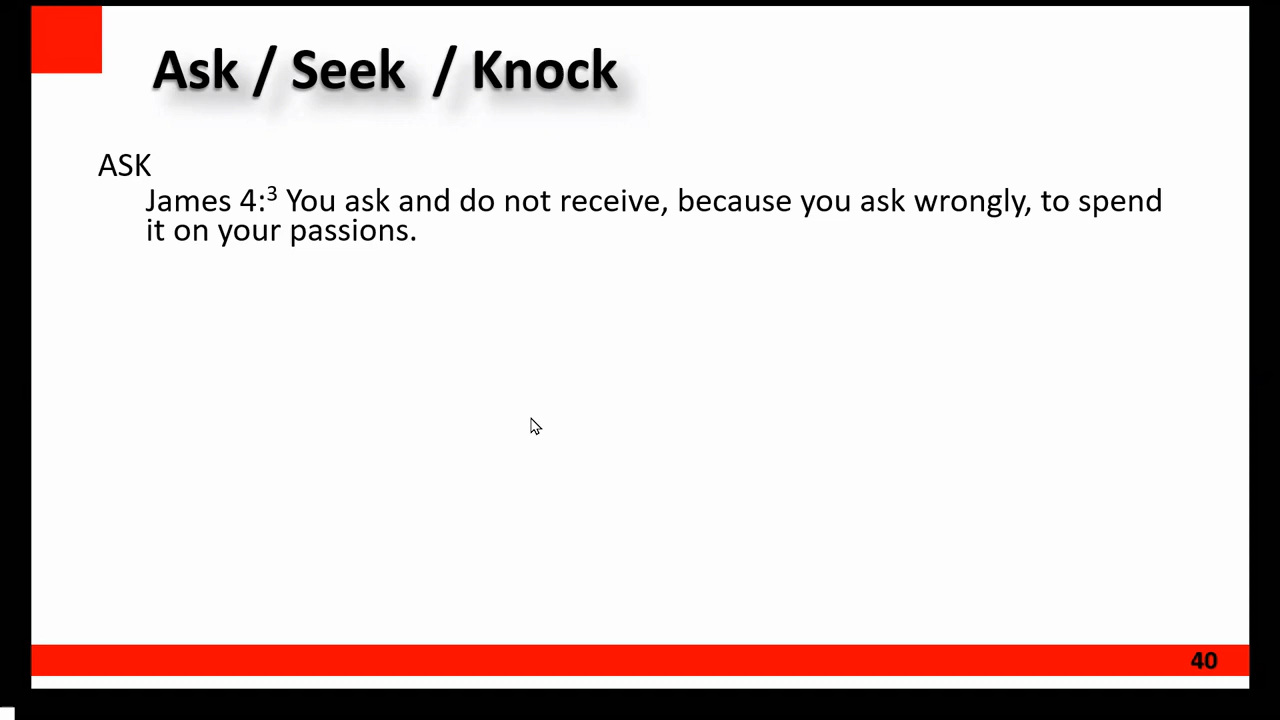 Ask / Seek / Knock
ASK
James 4:³ You ask and do not receive, because you ask wrongly, to spend
it on your passions.
40